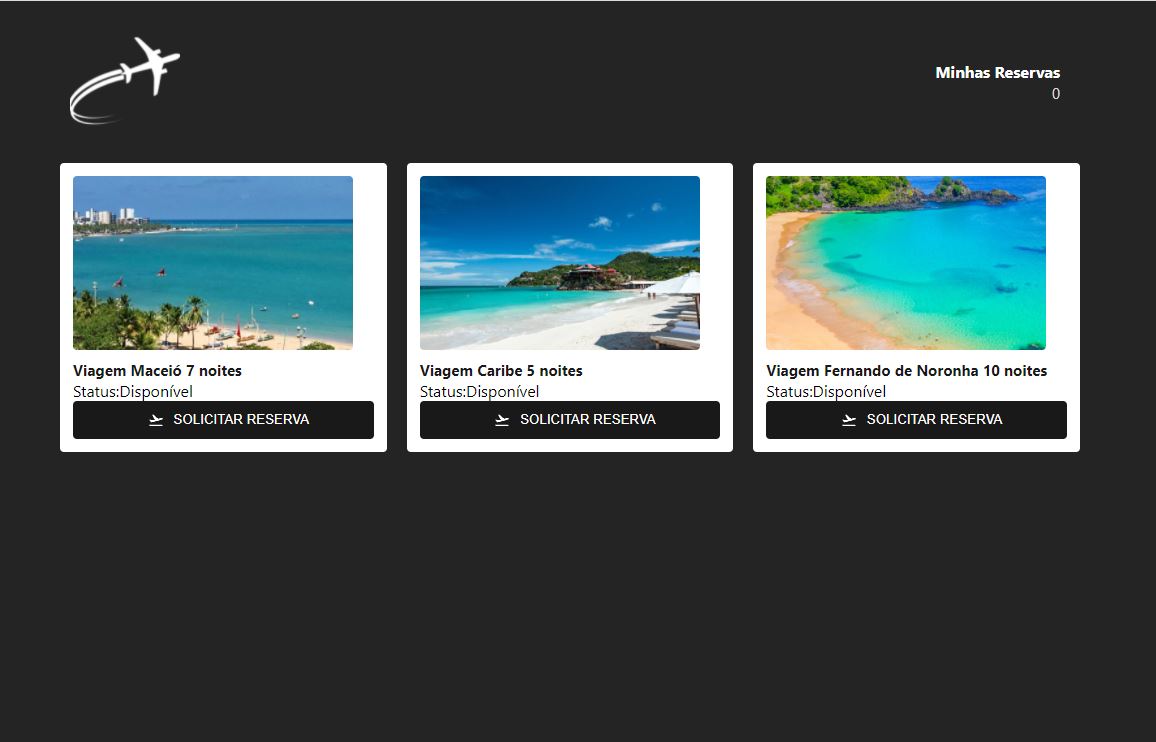 Minhas Reservas
0
Viagem Maceió 7 noites
Status:Disponível
SOLICITAR RESERVA
Viagem Caribe 5 noites
Status:Disponível
SOLICITAR RESERVA
Viagem Fernando de Noronha 10 noites
Status:Disponível
SOLICITAR RESERVA